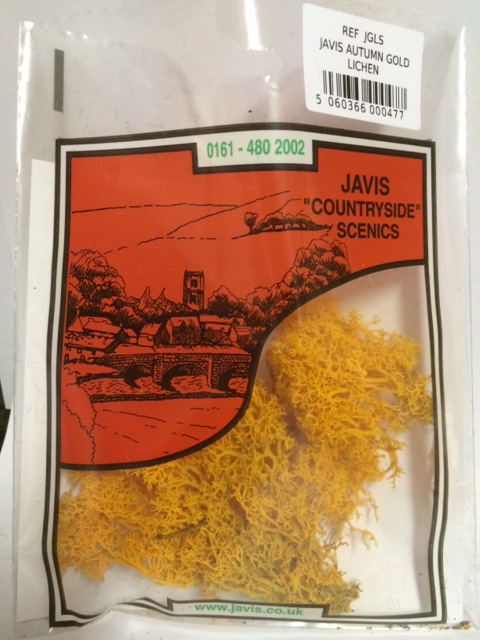 REF JGLS
JAVIS AUTUMN GOLD
LICHEN
5 060366 000477
0161 - 480 2002
JAVIS
"COUNTRYSIDE"
SCENICS
www.javis.co.uk